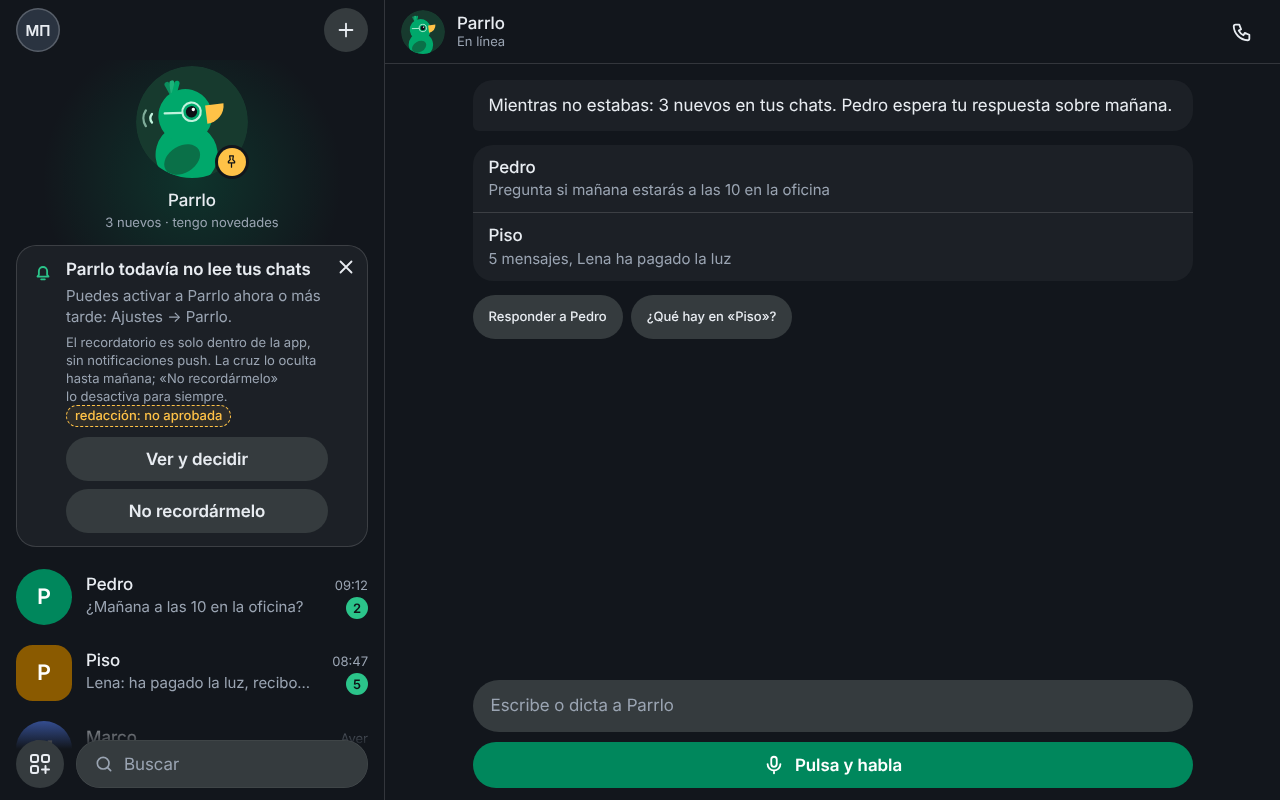 МП
Parrlo
3 nuevos · tengo novedades
Parrlo todavía no lee tus chats
Puedes activar a Parrlo ahora o más
tarde: Ajustes → Parrlo.
El recordatorio es solo dentro de la app,
sin notificaciones push. La cruz lo oculta
hasta mañana; «No recordármelo»
lo desactiva para siempre.
redacción: no aprobada
Ver y decidir
No recordármelo
P
Pedro
09:12
¿Mañana a las 10 en la oficina?
2
P
Piso
08:47
Lena: ha pagado la luz, recibo...
5
Marco
Ayer
Buscar
Parrlo
En línea
Mientras no estabas: 3 nuevos en tus chats. Pedro espera tu respuesta sobre mañana.
Pedro
Pregunta si mañana estarás a las 10 en la oficina
Piso
5 mensajes, Lena ha pagado la luz
Responder a Pedro
¿Qué hay en «Piso»?
Escribe o dicta a Parrlo
Pulsa y habla